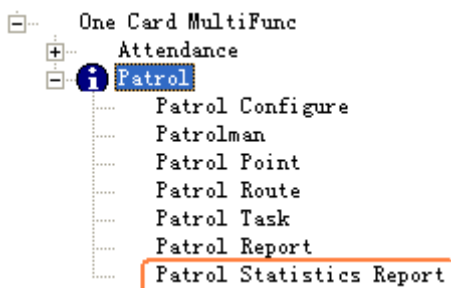 One Card MultiFunc
Attendance
Patrol
Patrol Configure
Patrolman
Patrol Point
Patrol Route
Patrol Task
Patrol Report
Patrol Statistics Report